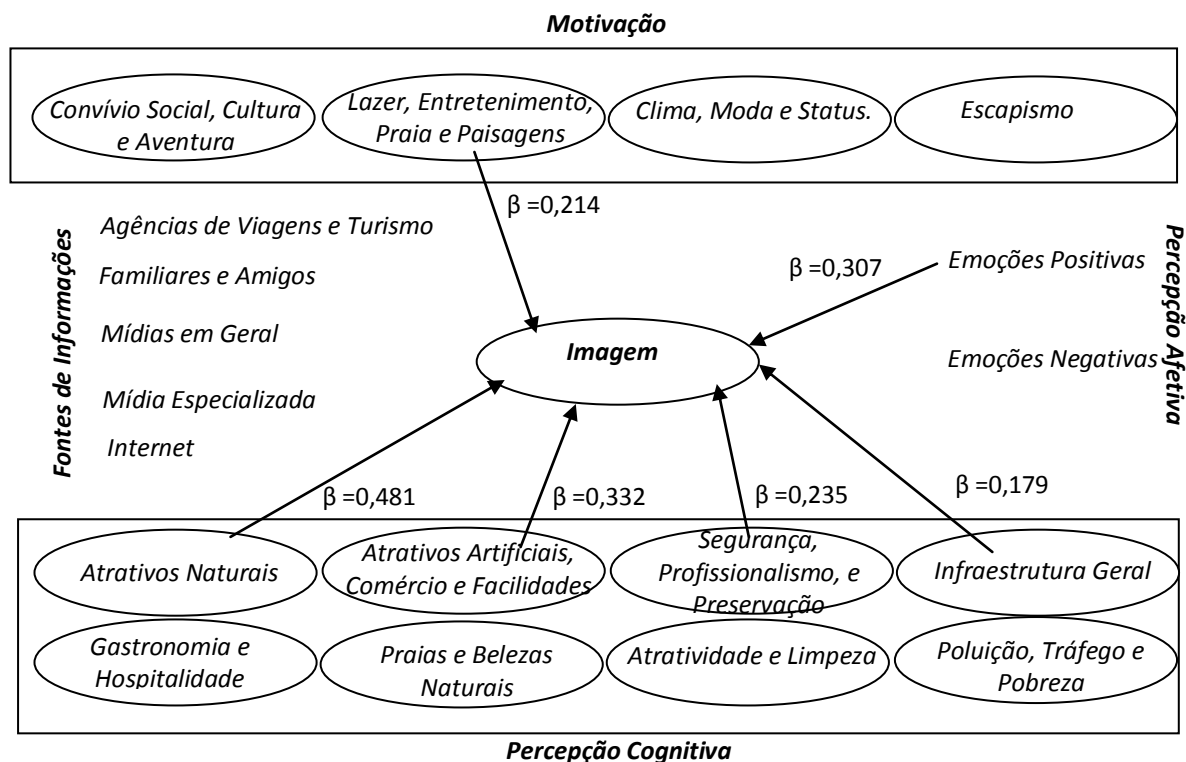 Motivação
Convívio Social, Cultura
e Aventura
Lazer, Entretenimento,
Praia e Paisagens
Clima, Moda e Status.
Escapismo
β =0,214
Fontes de Informações
Agências de Viagens e Turismo
Familiares e Amigos
Mídias em Geral
Mídia Especializada
Internet
Imagem
β =0,307
Emoções Positivas
Emoções Negativas
Percepção Afetiva
β =0,481
β =0,332
β =0,235
β =0,179
Atrativos Naturais
Atrativos Artificiais,
Comércio e Facilidades
Segurança,
Profissionalismo, e
Preservação
Infraestrutura Geral
Gastronomia e
Hospitalidade
Praias e Belezas
Naturais
Atratividade e Limpeza
Poluição, Tráfego e
Pobreza
Percepção Cognitiva